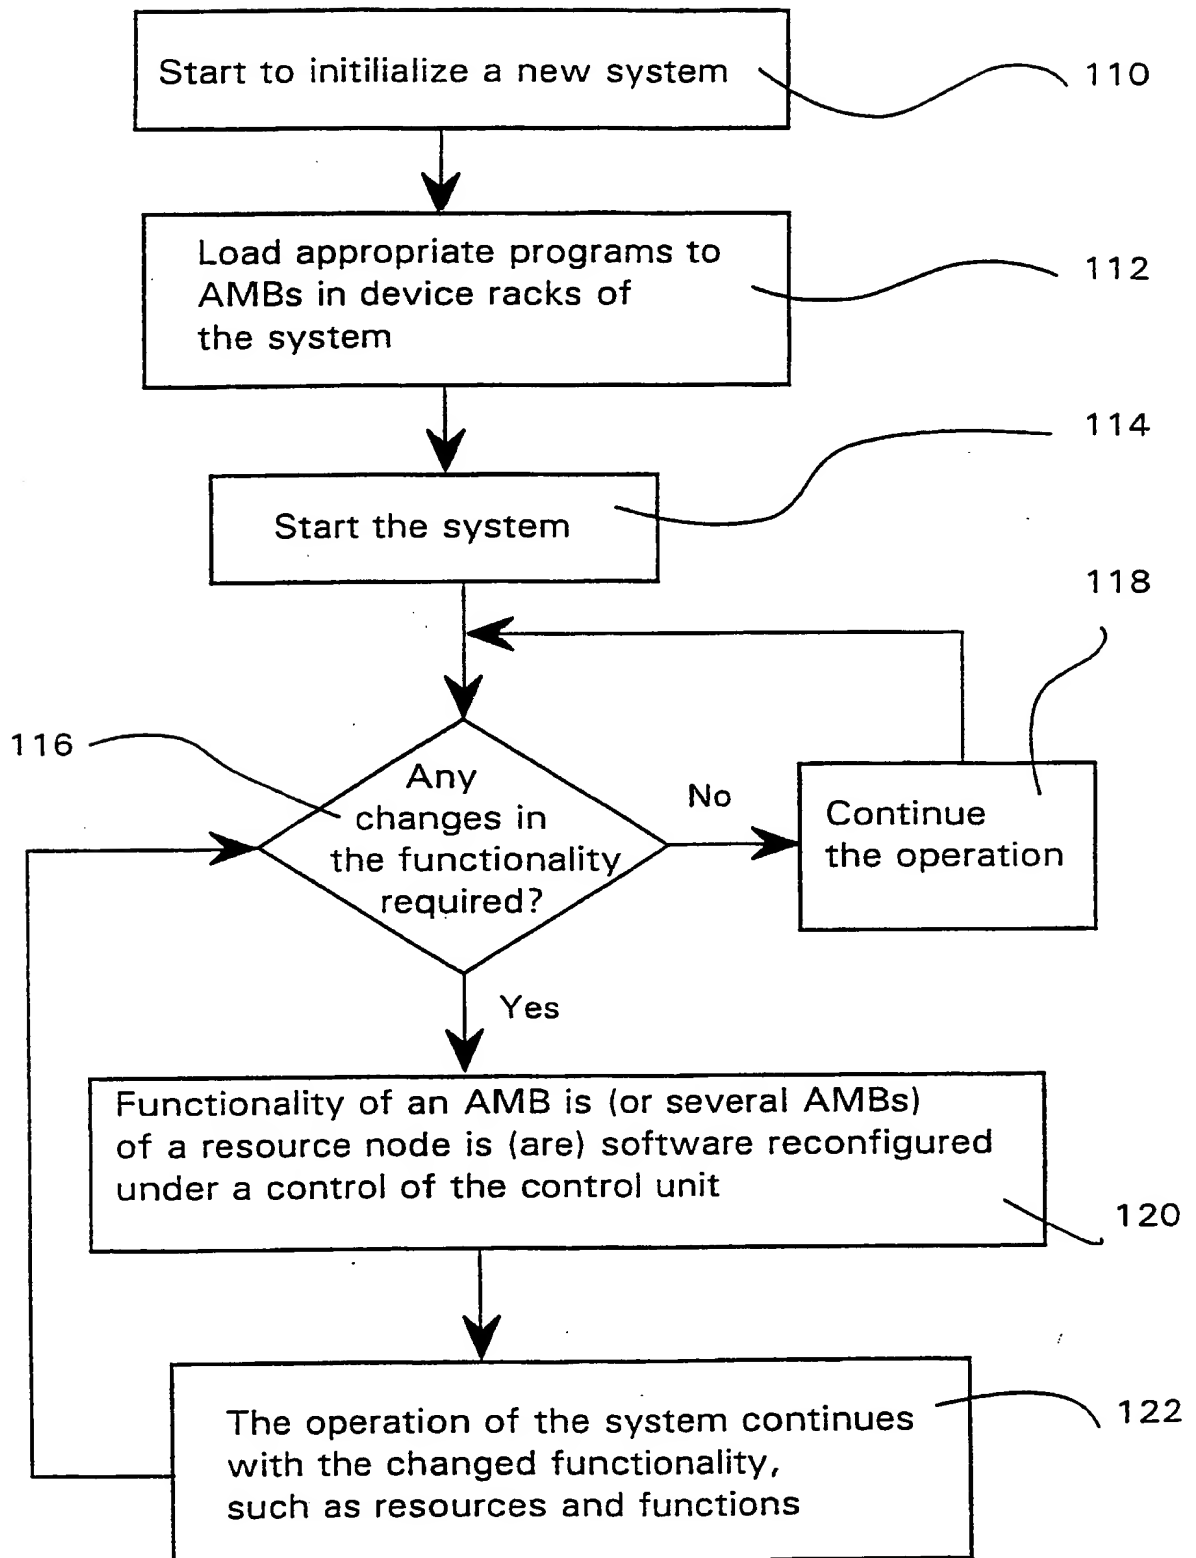 Start to initilialize a new system
110
Load appropriate programs to
AMBs in device racks of
the system
112
114
Start the system
118
116
Any
changes in
the functionality
required?
No
Continue
the operation
Yes
Functionality of an AMB is (or several AMBs)
of a resource node is (are) software reconfigured
under a control of the control unit
120
The operation of the system continues
with the changed functionality,
such as resources and functions
122